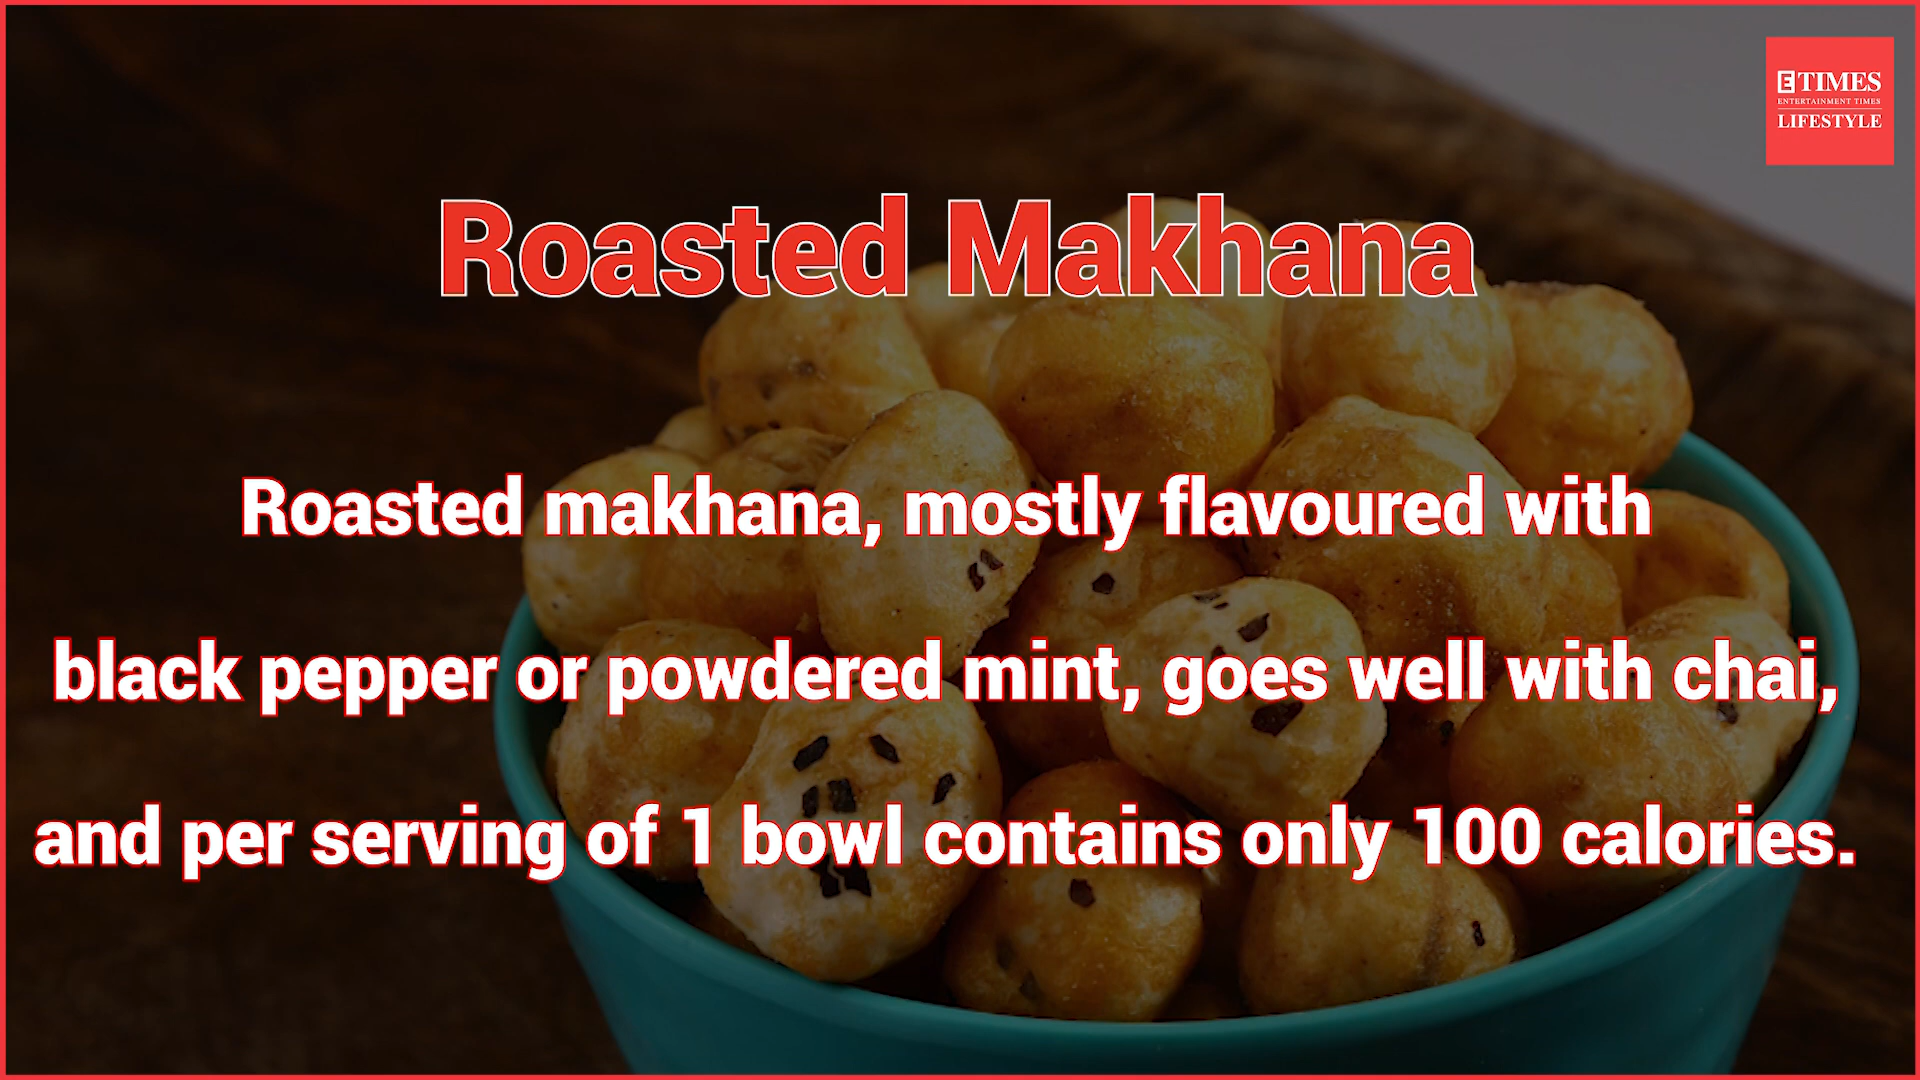 ETIMES
ENTERTAINMENT TIMES
LIFESTYLE
Roasted Makhana
Roasted makhana, mostly flavoured with
black pepper or powdered mint, goes well with chai,
and per serving of 1 bowl contains only 100 calories.